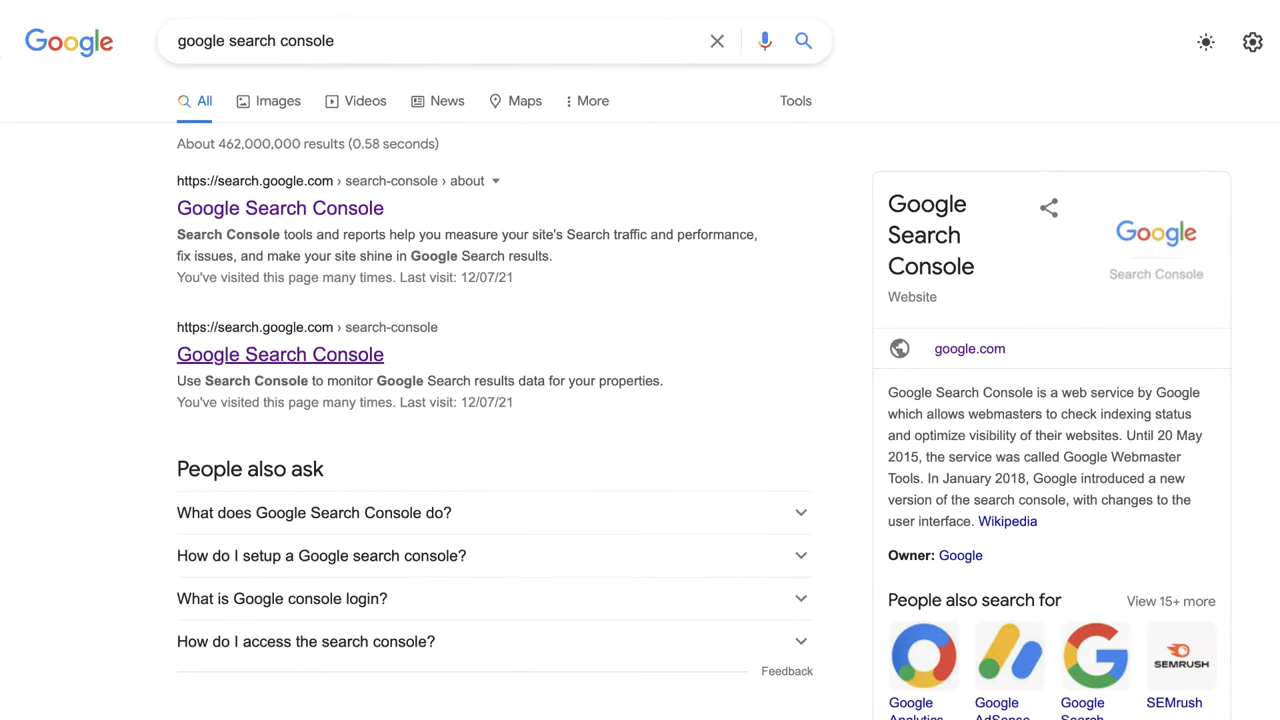 Google
google search console
All
Images
Videos
News
Maps
More
Tools
About 462,000,000 results (0.58 seconds)
https://search.google.com › search-console › about
Google Search Console
Search Console tools and reports help you measure your site's Search traffic and performance,
fix issues, and make your site shine in Google Search results.
You've visited this page many times. Last visit: 12/07/21
https://search.google.com › search-console
Google Search Console
Use Search Console to monitor Google Search results data for your properties.
You've visited this page many times. Last visit: 12/07/21
People also ask
What does Google Search Console do?
How do I setup a Google search console?
What is Google console login?
How do I access the search console?
Feedback
Google
Search
Console
Website
Google
Search Console
google.com
Google Search Console is a web service by Google
which allows webmasters to check indexing status
and optimize visibility of their websites. Until 20 May
2015, the service was called Google Webmaster
Tools. In January 2018, Google introduced a new
version of the search console, with changes to the
user interface. Wikipedia
Owner: Google
People also search for
View 15+ more
SEMRUSH
Google
Analytics
Google
AdSense
Google
Search
SEMrush